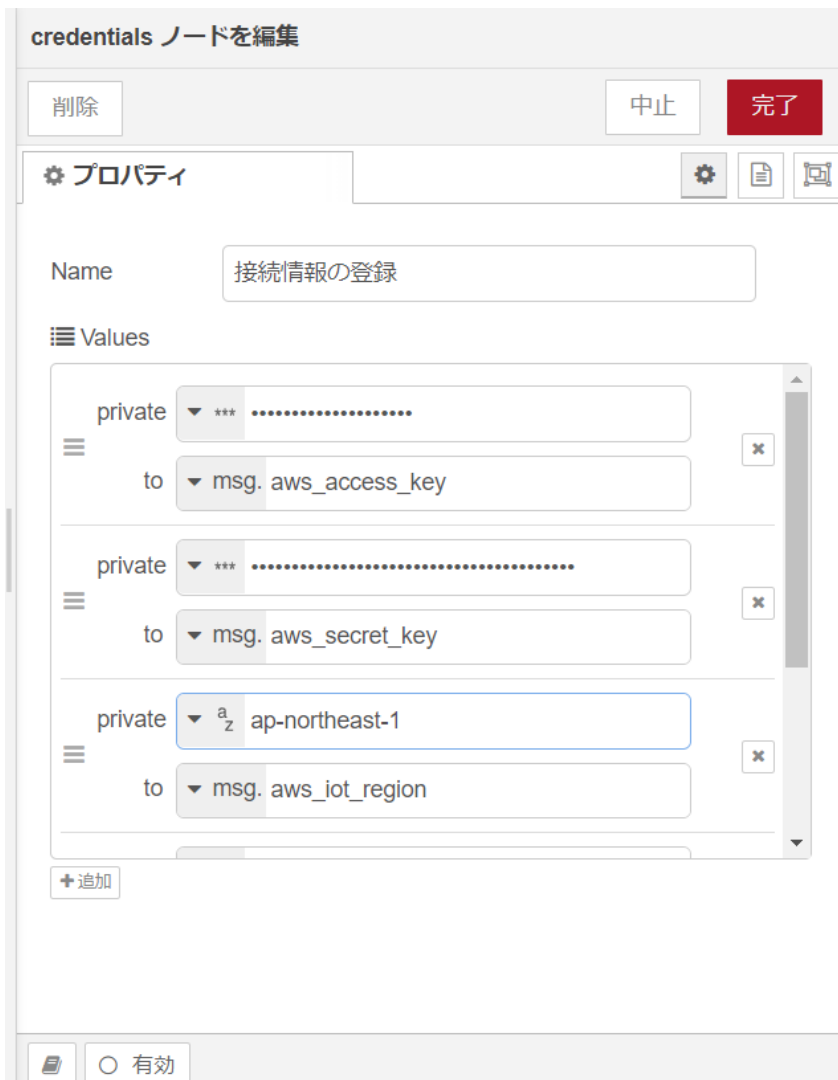 credentials ノードを編集
削除 中止 完了
プロパティ
Name 接続情報の登録
Values
private *** ••••••••••••••••••••
to msg. aws_access_key
private *** ••••••••••••••••••••••••••••••••••••••••
to msg. aws_secret_key
private az ap-northeast-1
to msg. aws_iot_region
追加
有効